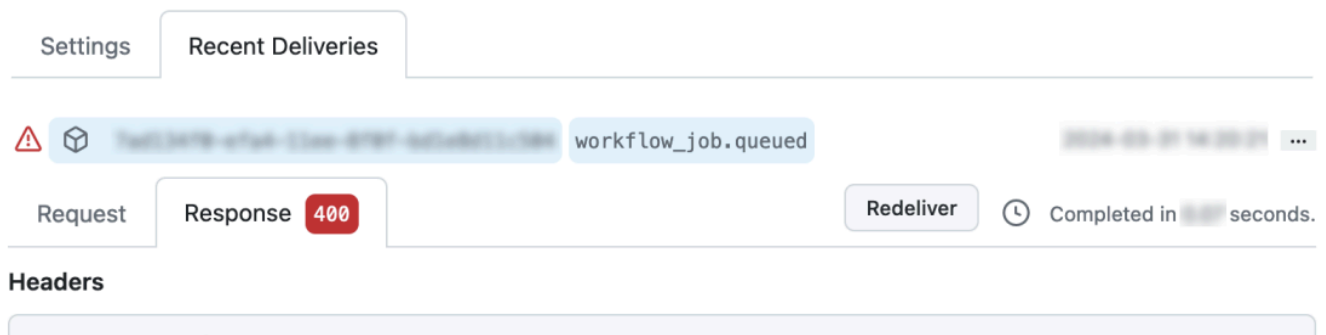 Settings Recent Deliveries
workflow_job.queued ...
Request Response 400 Redeliver Completed in seconds.
Headers